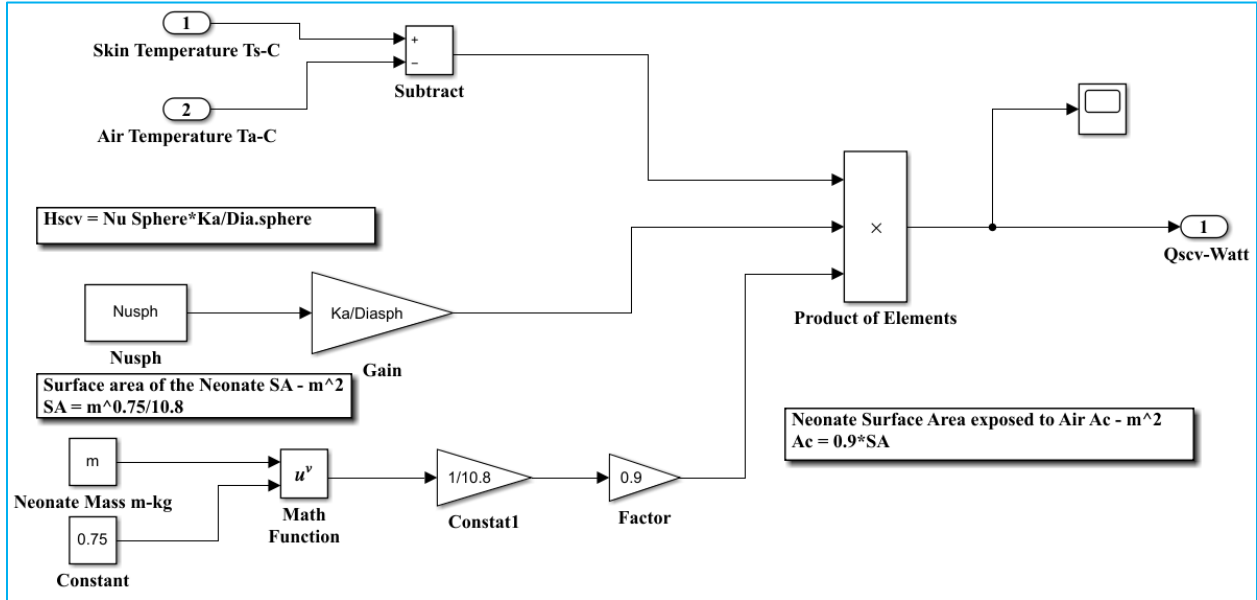 1
Skin Temperature Ts-C
+
−
Subtract
2
Air Temperature Ta-C
Hscv = Nu Sphere*Ka/Dia.sphere
×
Product of Elements
1
Qscv-Watt
Nusph
Nusph
Ka/Diasph
Gain
Surface area of the Neonate SA - m^2
SA = m^0.75/10.8
Neonate Surface Area exposed to Air Ac - m^2
Ac = 0.9*SA
m
Neonate Mass m-kg
0.75
Constant
u^v
Math
Function
1/10.8
Constat1
0.9
Factor